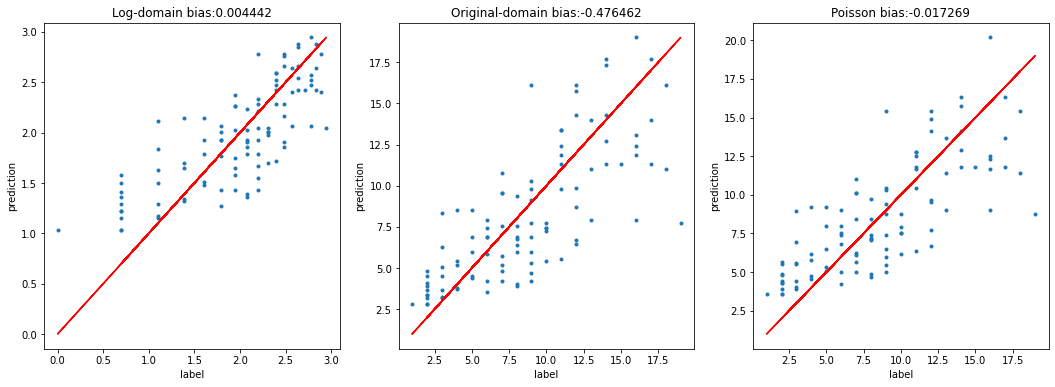 Log-domain bias:0.004442
3.0
2.5
2.0
1.5
1.0
0.5
0.0
prediction
0.0 0.5 1.0 1.5 2.0 2.5 3.0
label
Original-domain bias:-0.476462
17.5
15.0
12.5
10.0
7.5
5.0
2.5
prediction
2.5 5.0 7.5 10.0 12.5 15.0 17.5
label
Poisson bias:-0.017269
20.0
17.5
15.0
12.5
10.0
7.5
5.0
2.5
prediction
2.5 5.0 7.5 10.0 12.5 15.0 17.5
label